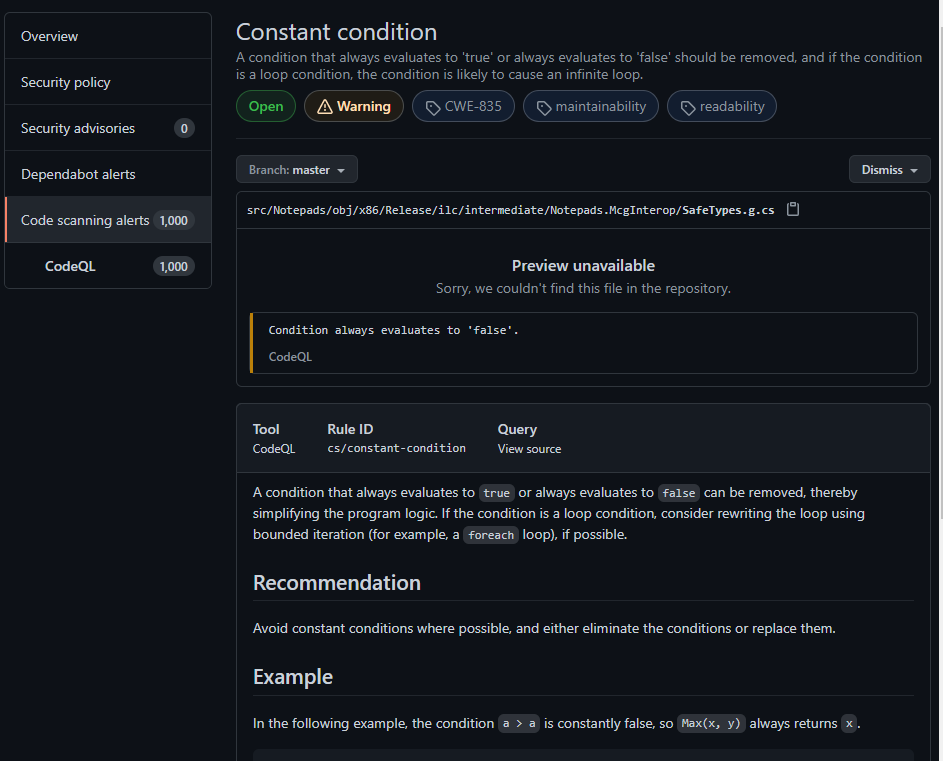 Overview
Security policy
Security advisories 0
Dependabot alerts
Code scanning alerts 1,000
CodeQL 1,000
Constant condition
A condition that always evaluates to 'true' or always evaluates to 'false' should be removed, and if the condition
is a loop condition, the condition is likely to cause an infinite loop.
Open Warning CWE-835 maintainability readability
Branch: master Dismiss
src/Notepads/obj/x86/Release/ilc/intermediate/Notepads.McgInterop/SafeTypes.g.cs
Preview unavailable
Sorry, we couldn't find this file in the repository.
Condition always evaluates to 'false'.
CodeQL
Tool Rule ID Query
CodeQL cs/constant-condition View source
A condition that always evaluates to true or always evaluates to false can be removed, thereby
simplifying the program logic. If the condition is a loop condition, consider rewriting the loop using
bounded iteration (for example, a foreach loop), if possible.
Recommendation
Avoid constant conditions where possible, and either eliminate the conditions or replace them.
Example
In the following example, the condition a > a is constantly false, so Max(x, y) always returns x.